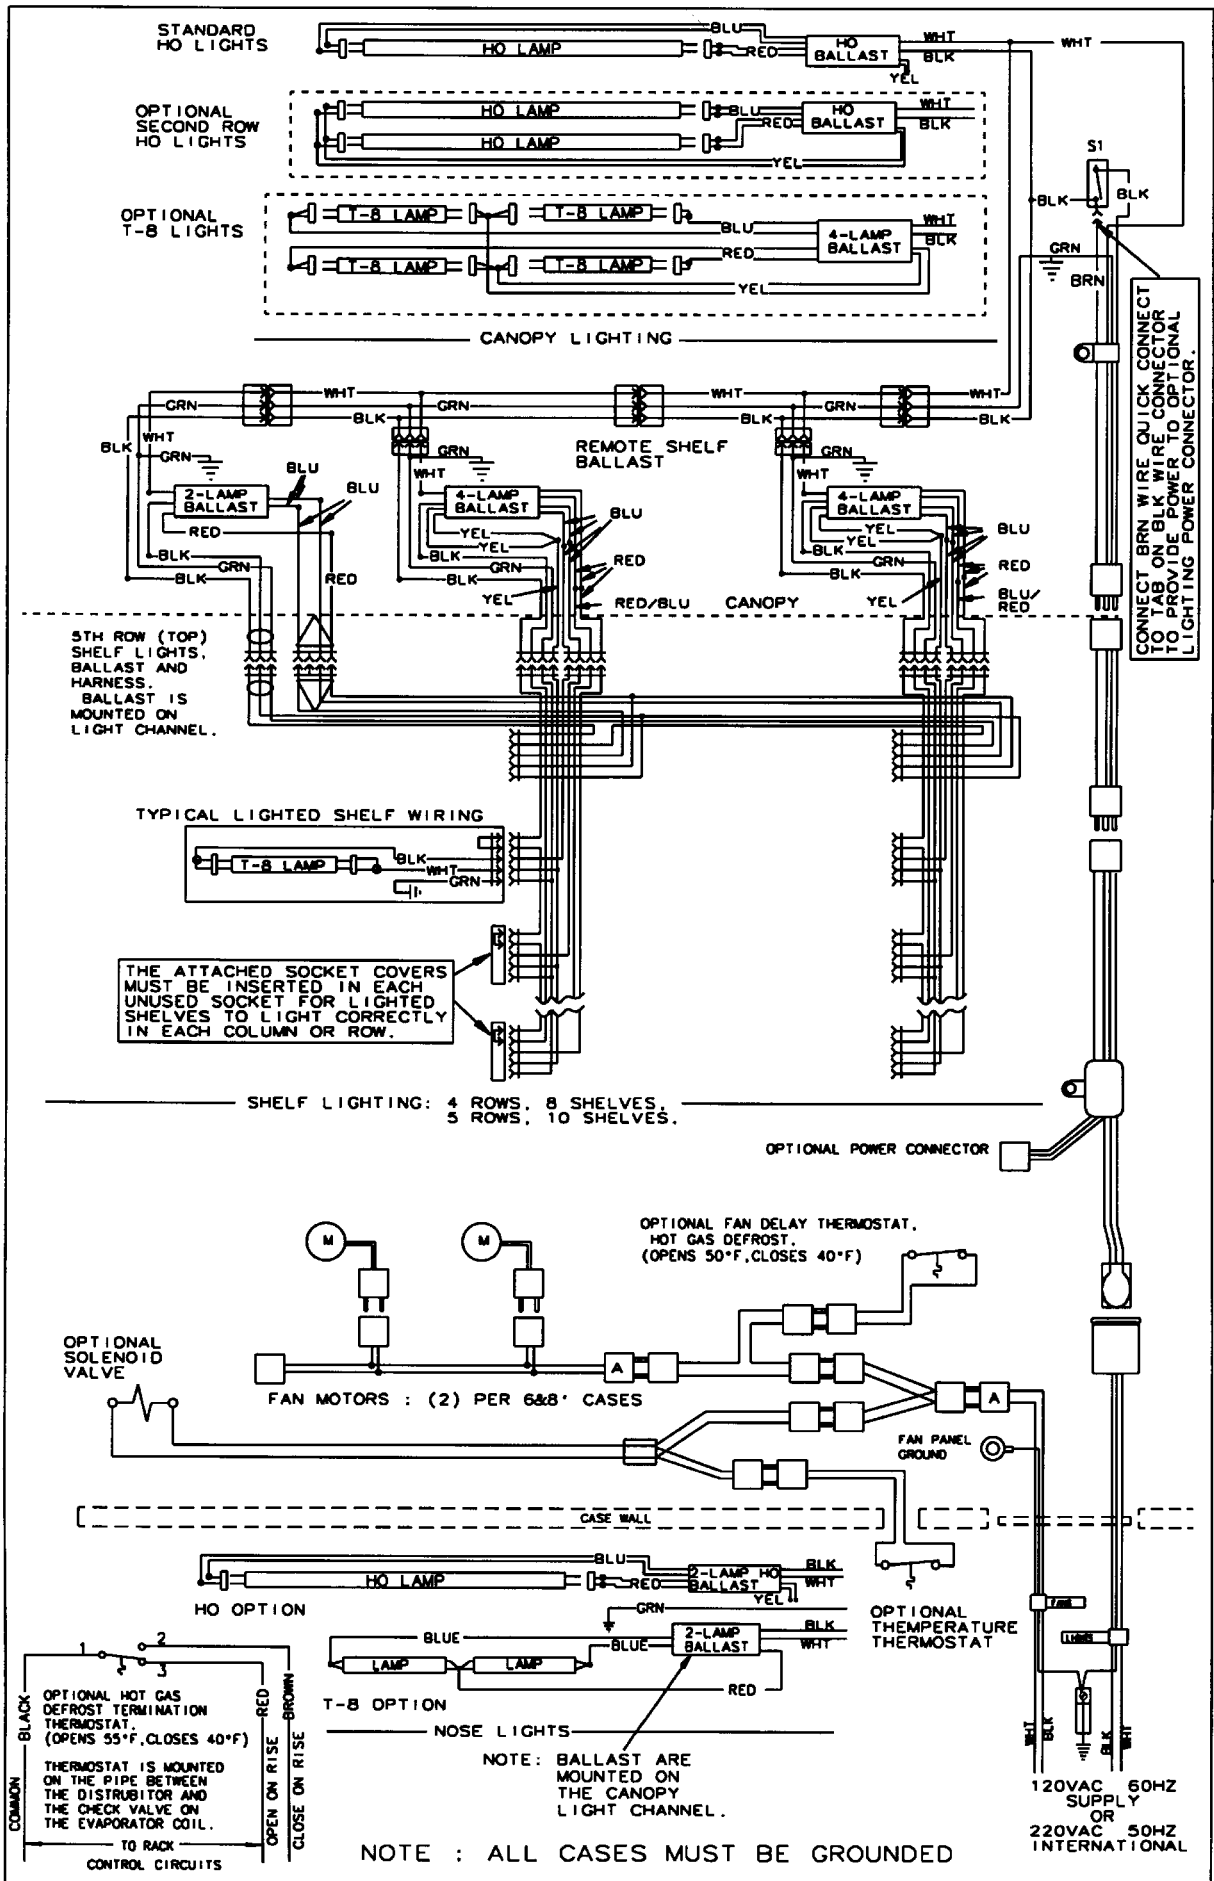 STANDARD
HO LIGHTS
HO LAMP
BLU
RED
HO
BALLAST
WHT
BLK
YEL
WHT
OPTIONAL
SECOND ROW
HO LIGHTS
HO LAMP
HO LAMP
BLU
RED
HO
BALLAST
WHT
BLK
YEL
S1
BLK
BLK
OPTIONAL
T-8 LIGHTS
T-8 LAMP
T-8 LAMP
T-8 LAMP
T-8 LAMP
BLU
RED
YEL
4-LAMP
BALLAST
WHT
BLK
GRN
BRN
CONNECT BRN WIRE QUICK CONNECT
TO TAB ON BLK WIRE CONNECTOR
TO PROVIDE POWER TO OPTIONAL
LIGHTING POWER CONNECTOR.
CANOPY LIGHTING
WHT
WHT
WHT
GRN
GRN
GRN
BLK
BLK
BLK
BLK
WHT
GRN
BLU
BLU
2-LAMP
BALLAST
RED
BLK
GRN
BLK
RED
GRN
WHT
REMOTE SHELF
BALLAST
4-LAMP
BALLAST
BLU
YEL
YEL
BLK
GRN
BLK
RED
YEL
RED/BLU
GRN
WHT
4-LAMP
BALLAST
BLU
YEL
YEL
BLK
GRN
BLK
RED
YEL
BLU/
RED
CANOPY
5TH ROW (TOP)
SHELF LIGHTS,
BALLAST AND
HARNESS.
BALLAST IS
MOUNTED ON
LIGHT CHANNEL.
TYPICAL LIGHTED SHELF WIRING
T-8 LAMP
BLK
WHT
GRN
THE ATTACHED SOCKET COVERS
MUST BE INSERTED IN EACH
UNUSED SOCKET FOR LIGHTED
SHELVES TO LIGHT CORRECTLY
IN EACH COLUMN OR ROW.
SHELF LIGHTING: 4 ROWS, 8 SHELVES,
5 ROWS, 10 SHELVES.
OPTIONAL POWER CONNECTOR
M
M
OPTIONAL FAN DELAY THERMOSTAT,
HOT GAS DEFROST.
(OPENS 50°F,CLOSES 40°F)
OPTIONAL
SOLENOID
VALVE
A
FAN MOTORS : (2) PER 6&8' CASES
A
FAN PANEL
GROUND
CASE WALL
HO LAMP
BLU
RED
2-LAMP HO
BALLAST
BLK
WHT
YEL
HO OPTION
GRN
OPTIONAL
THEMPERATURE
THERMOSTAT
FANS
LIGHTS
BLUE
BLUE
2-LAMP
BALLAST
BLK
WHT
LAMP
LAMP
RED
T-8 OPTION
NOSE LIGHTS
NOTE: BALLAST ARE
MOUNTED ON
THE CANOPY
LIGHT CHANNEL.
1
2
3
BLACK
COMMON
OPTIONAL HOT GAS
DEFROST TERMINATION
THERMOSTAT.
(OPENS 55°F,CLOSES 40°F)
THERMOSTAT IS MOUNTED
ON THE PIPE BETWEEN
THE DISTRUBITOR AND
THE CHECK VALVE ON
THE EVAPORATOR COIL.
RED
OPEN ON RISE
BROWN
CLOSE ON RISE
TO RACK
CONTROL CIRCUITS
WHT
BLK
BLK
WHT
120VAC 60HZ
SUPPLY
OR
220VAC 50HZ
INTERNATIONAL
NOTE : ALL CASES MUST BE GROUNDED